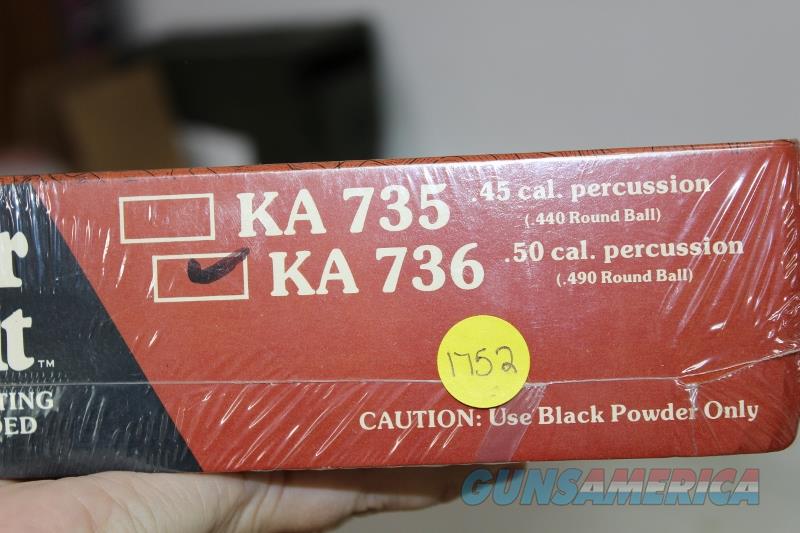 KA 735 .45 cal. percussion
(.440 Round Ball)
KA 736 .50 cal. percussion
(.490 Round Ball)
1752
CAUTION: Use Black Powder Only
TM
GUNSAMERICA